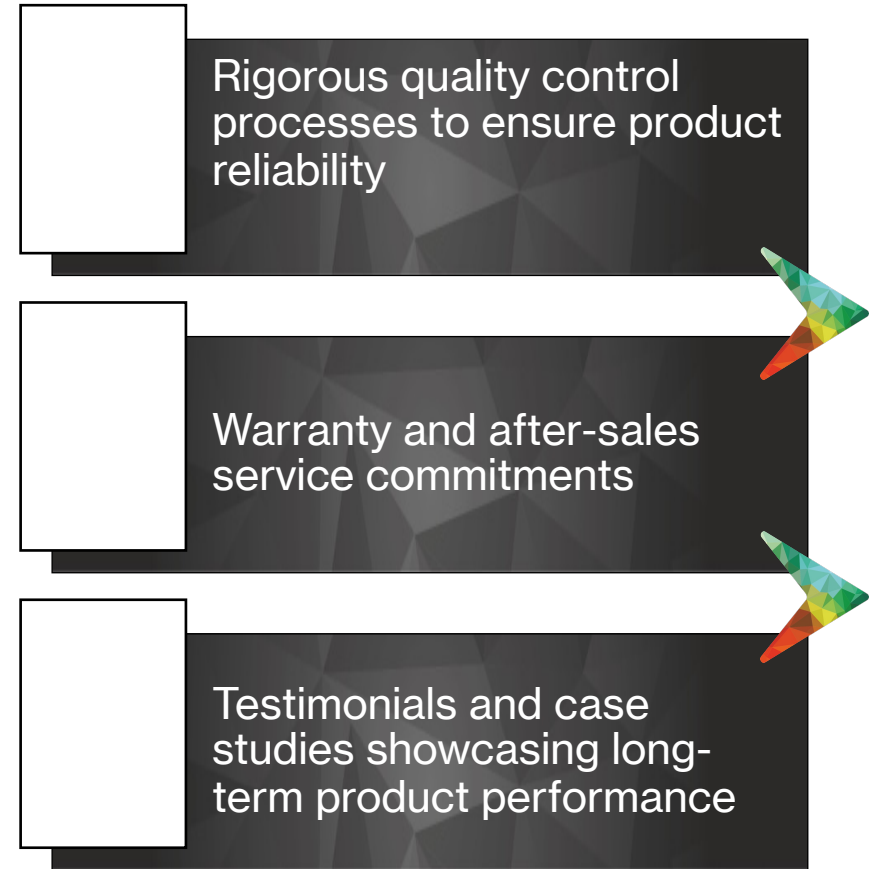 Rigorous quality control
processes to ensure product
reliability
Warranty and after-sales
service commitments
Testimonials and case
studies showcasing long-
term product performance